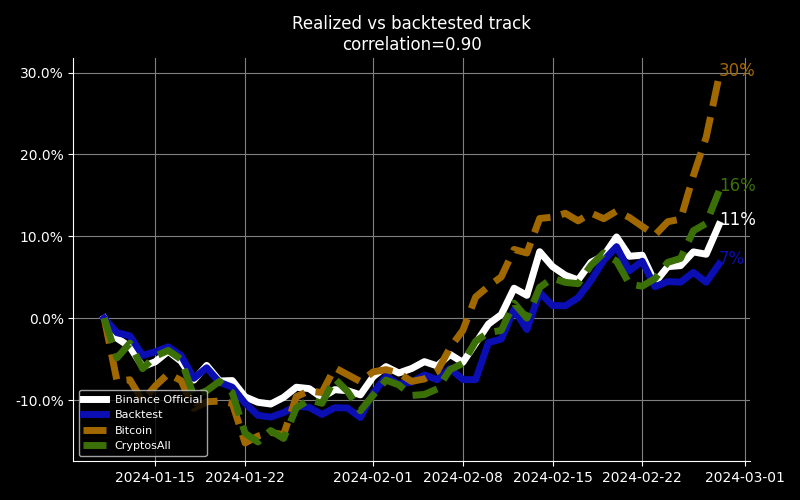 Realized vs backtested track
correlation=0.90
30.0%
20.0%
10.0%
0.0%
-10.0%
30%
16%
11%
7%
Binance Official
Backtest
Bitcoin
CryptosAll
2024-01-15
2024-01-22
2024-02-01
2024-02-08
2024-02-15
2024-02-22
2024-03-01